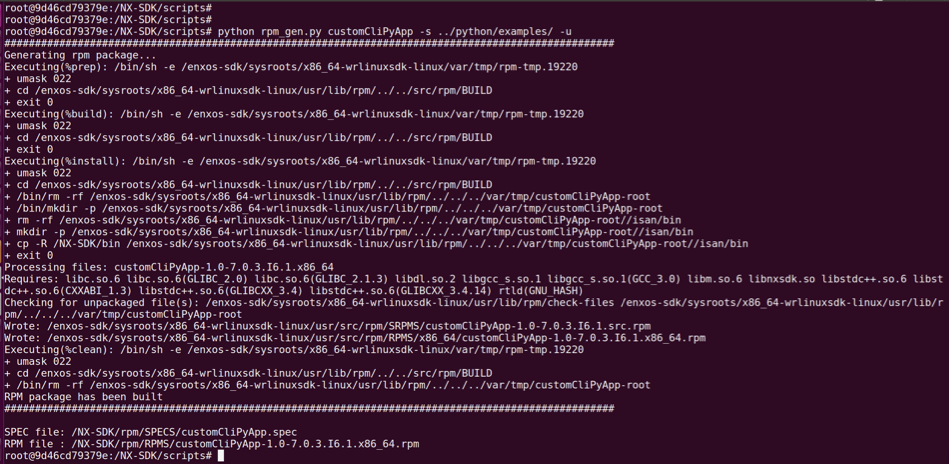 root@9d46cd79379e:/NX-SDK/scripts#
root@9d46cd79379e:/NX-SDK/scripts#
root@9d46cd79379e:/NX-SDK/scripts# python rpm_gen.py customCliPyApp -s ../python/examples/ -u
####################################################################################################
Generating rpm package...
Executing(%prep): /bin/sh -e /enxos-sdk/sysroots/x86_64-wrlinuxsdk-linux/var/tmp/rpm-tmp.19220
+ umask 022
+ cd /enxos-sdk/sysroots/x86_64-wrlinuxsdk-linux/usr/lib/rpm/../../src/rpm/BUILD
+ exit 0
Executing(%build): /bin/sh -e /enxos-sdk/sysroots/x86_64-wrlinuxsdk-linux/var/tmp/rpm-tmp.19220
+ umask 022
+ cd /enxos-sdk/sysroots/x86_64-wrlinuxsdk-linux/usr/lib/rpm/../../src/rpm/BUILD
+ exit 0
Executing(%install): /bin/sh -e /enxos-sdk/sysroots/x86_64-wrlinuxsdk-linux/var/tmp/rpm-tmp.19220
+ umask 022
+ cd /enxos-sdk/sysroots/x86_64-wrlinuxsdk-linux/usr/lib/rpm/../../src/rpm/BUILD
+ /bin/rm -rf /enxos-sdk/sysroots/x86_64-wrlinuxsdk-linux/usr/lib/rpm/../../../var/tmp/customCliPyApp-root
+ /bin/mkdir -p /enxos-sdk/sysroots/x86_64-wrlinuxsdk-linux/usr/lib/rpm/../../../var/tmp/customCliPyApp-root
+ rm -rf /enxos-sdk/sysroots/x86_64-wrlinuxsdk-linux/usr/lib/rpm/../../../var/tmp/customCliPyApp-root//isan/bin
+ mkdir -p /enxos-sdk/sysroots/x86_64-wrlinuxsdk-linux/usr/lib/rpm/../../../var/tmp/customCliPyApp-root//isan/bin
+ cp -R /NX-SDK/bin /enxos-sdk/sysroots/x86_64-wrlinuxsdk-linux/usr/lib/rpm/../../../var/tmp/customCliPyApp-root//isan/bin
+ exit 0
Processing files: customCliPyApp-1.0-7.0.3.I6.1.x86_64
Requires: libc.so.6 libc.so.6(GLIBC_2.0) libc.so.6(GLIBC_2.1.3) libdl.so.2 libgcc_s.so.1 libgcc_s.so.1(GCC_3.0) libm.so.6 libnxsdk.so libstdc++.so.6 libst
dc++.so.6(CXXABI_1.3) libstdc++.so.6(GLIBCXX_3.4) libstdc++.so.6(GLIBCXX_3.4.14) rtld(GNU_HASH)
Checking for unpackaged file(s): /enxos-sdk/sysroots/x86_64-wrlinuxsdk-linux/usr/lib/rpm/check-files /enxos-sdk/sysroots/x86_64-wrlinuxsdk-linux/usr/lib/r
pm/../../../var/tmp/customCliPyApp-root
Wrote: /enxos-sdk/sysroots/x86_64-wrlinuxsdk-linux/usr/src/rpm/SRPMS/customCliPyApp-1.0-7.0.3.I6.1.src.rpm
Wrote: /enxos-sdk/sysroots/x86_64-wrlinuxsdk-linux/usr/src/rpm/RPMS/x86_64/customCliPyApp-1.0-7.0.3.I6.1.x86_64.rpm
Executing(%clean): /bin/sh -e /enxos-sdk/sysroots/x86_64-wrlinuxsdk-linux/var/tmp/rpm-tmp.19220
+ umask 022
+ cd /enxos-sdk/sysroots/x86_64-wrlinuxsdk-linux/usr/lib/rpm/../../src/rpm/BUILD
+ /bin/rm -rf /enxos-sdk/sysroots/x86_64-wrlinuxsdk-linux/usr/lib/rpm/../../../var/tmp/customCliPyApp-root
RPM package has been built
####################################################################################################
SPEC file: /NX-SDK/rpm/SPECS/customCliPyApp.spec
RPM file : /NX-SDK/rpm/RPMS/customCliPyApp-1.0-7.0.3.I6.1.x86_64.rpm
root@9d46cd79379e:/NX-SDK/scripts#